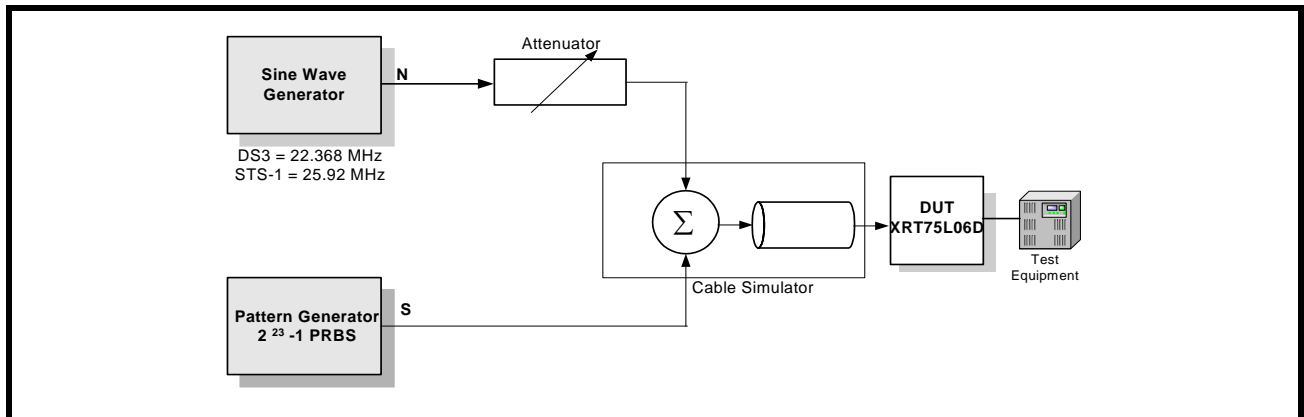 Attenuator
Sine Wave
Generator
N
DS3 = 22.368 MHz
STS-1 = 25.92 MHz
Σ
DUT
XRT75L06D
Test
Equipment
Cable Simulator
Pattern Generator
2 ²³ -1 PRBS
S